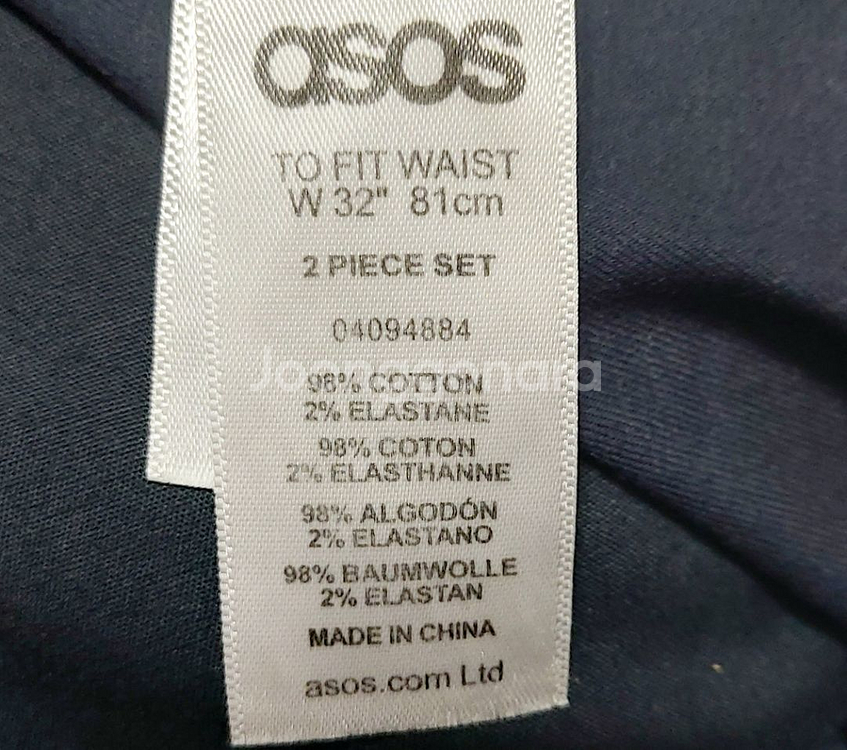 asos
TO FIT WAIST
W 32" 81cm
2 PIECE SET
04094884
98% COTTON
2% ELASTANE
98% COTON
2% ELASTHANNE
98% ALGODÓN
2% ELASTANO
98% BAUMWOLLE
2% ELASTAN
MADE IN CHINA
asos.com Ltd